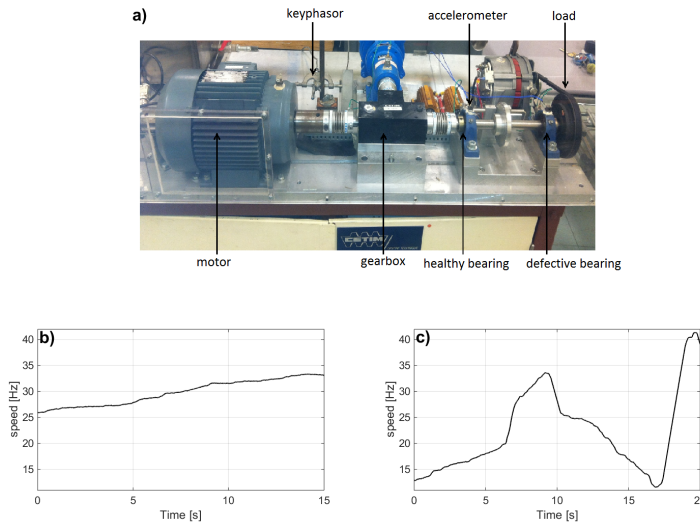 a)
keyphasor
accelerometer
load
CETIM
motor
gearbox
healthy bearing
defective bearing
b)
speed [Hz]
40
35
30
25
20
15
0
5
10
15
Time [s]
c)
speed [Hz]
40
35
30
25
20
15
0
5
10
15
20
Time [s]